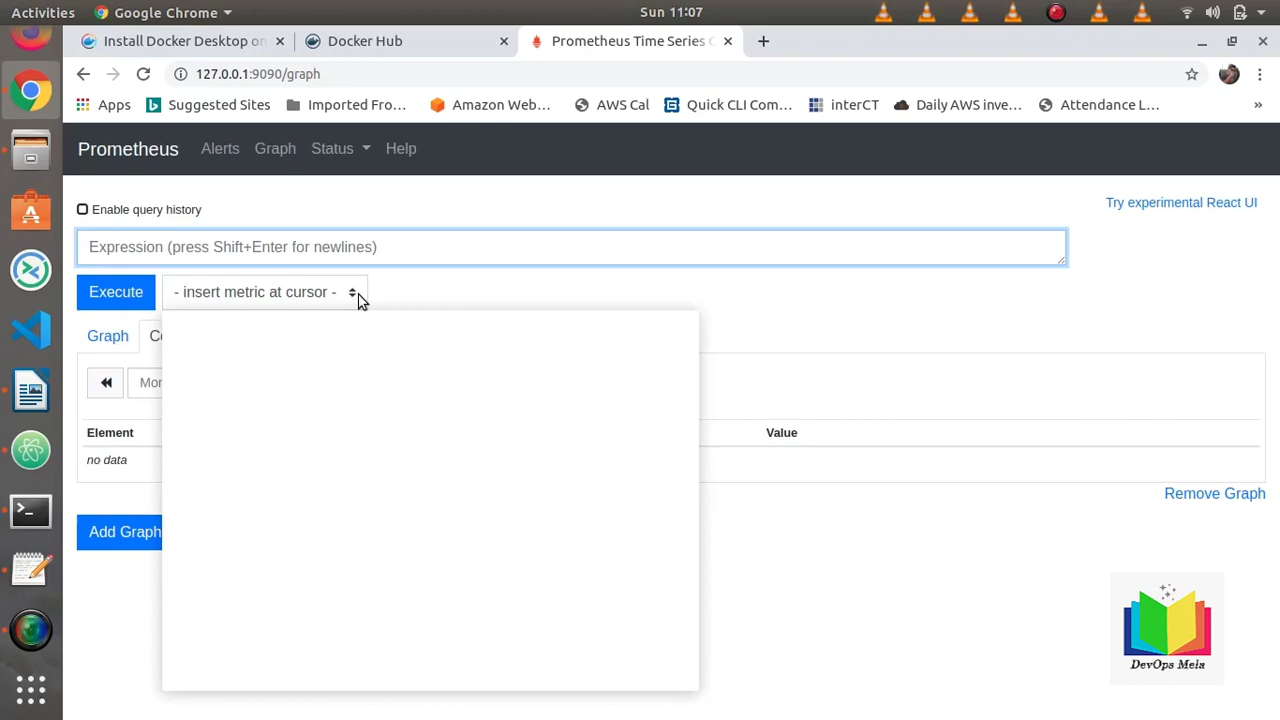 Activities Google Chrome Sun 11:07
Install Docker Desktop on Docker Hub Prometheus Time Series C
127.0.0.1:9090/graph
Apps Suggested Sites Imported Fro... Amazon Web... AWS Cal Quick CLI Com... interCT Daily AWS inve... Attendance L... »
Prometheus Alerts Graph Status Help
Enable query history Try experimental React UI
Expression (press Shift+Enter for newlines)
Execute - insert metric at cursor -
Graph Co
Mor
Element Value
no data
Remove Graph
Add Graph
DevOps Mela